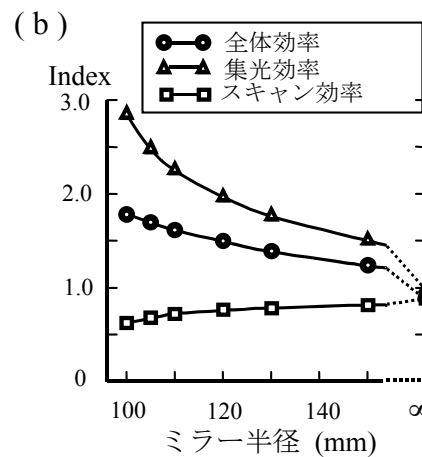 (b)
全体効率
集光効率
スキャン効率
Index
3.0
2.0
1.0
0
100 120 140 ∞
ミラー半径 (mm)